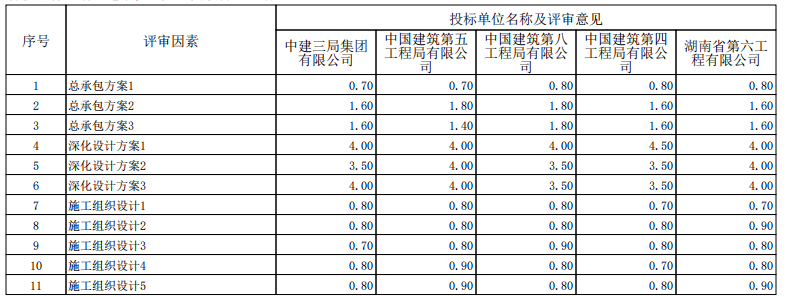 序号 评审因素 投标单位名称及评审意见
中建三局集团有限公司 中国建筑第五工程局有限公司 中国建筑第八工程局有限公司 中国建筑第四工程局有限公司 湖南省第六工程有限公司
1 总承包方案1 0.70 0.70 0.80 0.80 0.80
2 总承包方案2 1.60 1.80 1.80 1.60 1.60
3 总承包方案3 1.60 1.40 1.80 1.60 1.60
4 深化设计方案1 4.00 4.00 4.00 4.50 4.00
5 深化设计方案2 3.50 4.00 3.50 3.50 4.00
6 深化设计方案3 4.00 4.00 3.50 3.50 4.00
7 施工组织设计1 0.80 0.80 0.80 0.70 0.70
8 施工组织设计2 0.80 0.80 0.80 0.80 0.90
9 施工组织设计3 0.70 0.80 0.90 0.80 0.80
10 施工组织设计4 0.80 0.90 0.80 0.70 0.80
11 施工组织设计5 0.80 0.90 0.80 0.80 0.90